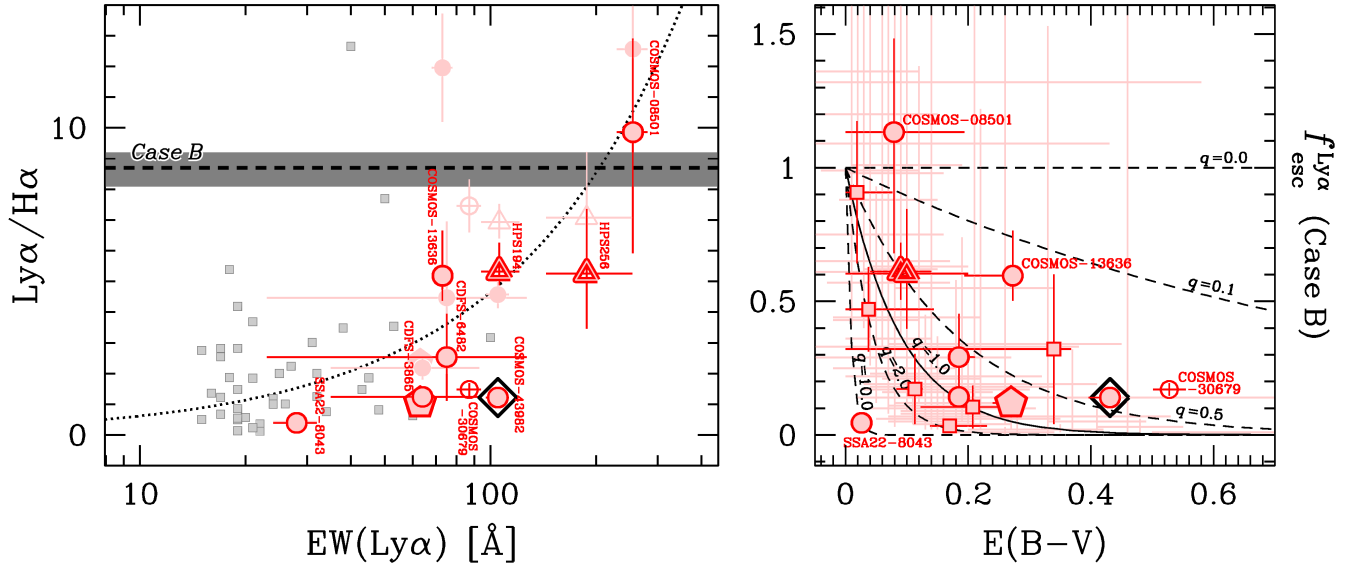 Lyα/Hα
10
0
Case B
COSMOS-08501
COSMOS-13636
HPS194
HPS256
CDFS-6482
CDFS-3865
COSMOS-43982
COSMOS
-30679
SSA22-8043
10
100
EW(Lyα) [Å]
1.5
1
0.5
0
COSMOS-08501
q=0.0
COSMOS-13636
q=0.1
q=1.0
q=2.0
q=10.0
COSMOS
-30679
q=0.5
SSA22-8043
0
0.2
0.4
0.6
E(B−V)
f esc Lyα (Case B)